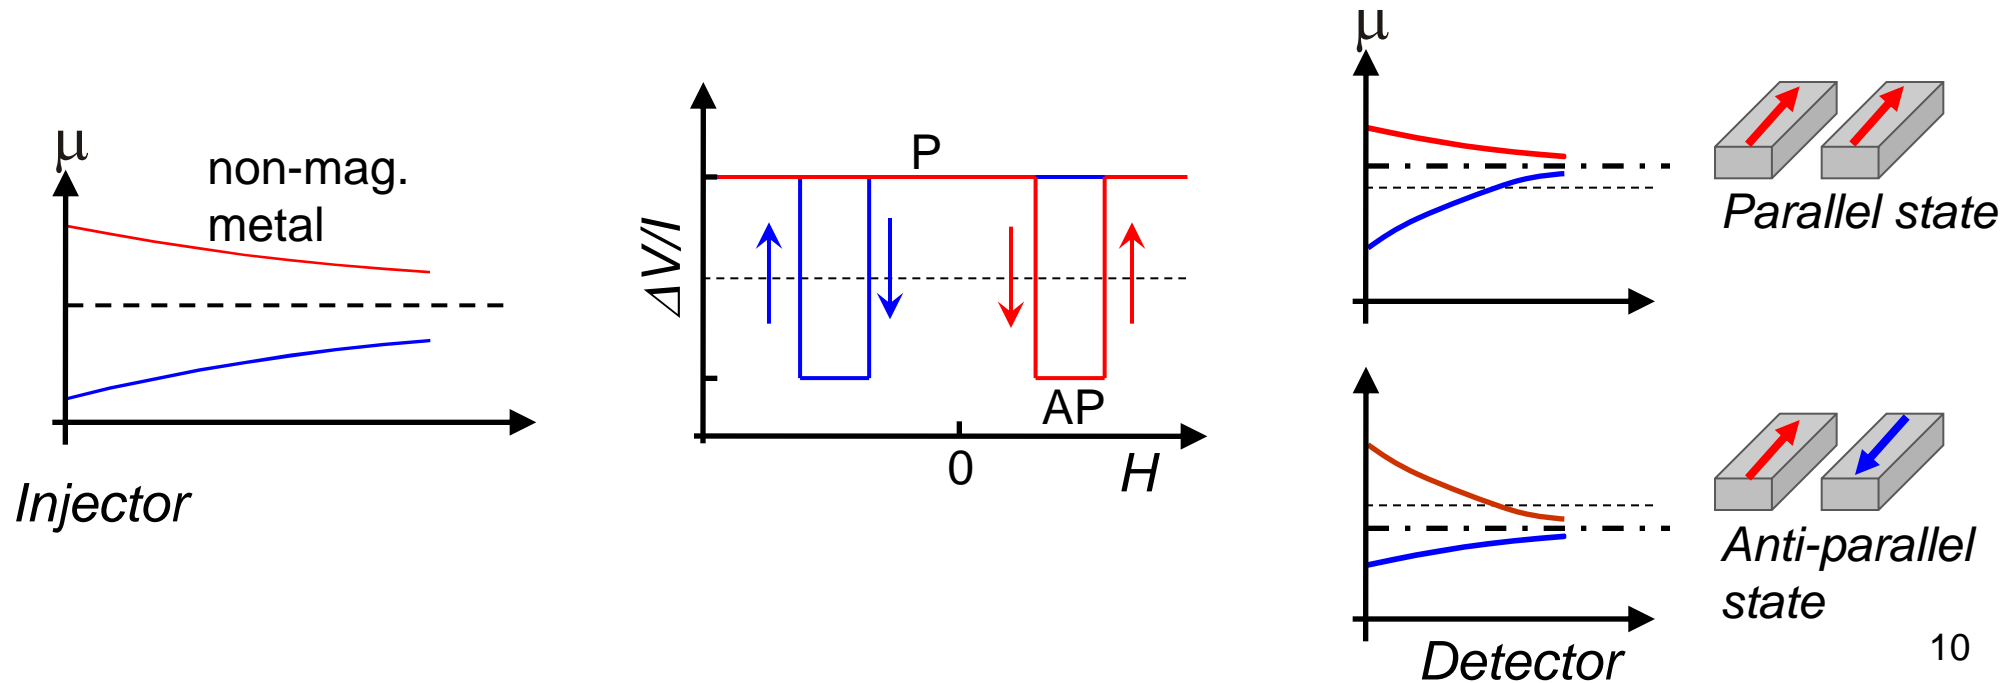 μ
non-mag.
metal
Injector
ΔV/I
P
AP
0
H
μ
Parallel state
Anti-parallel
state
Detector
10